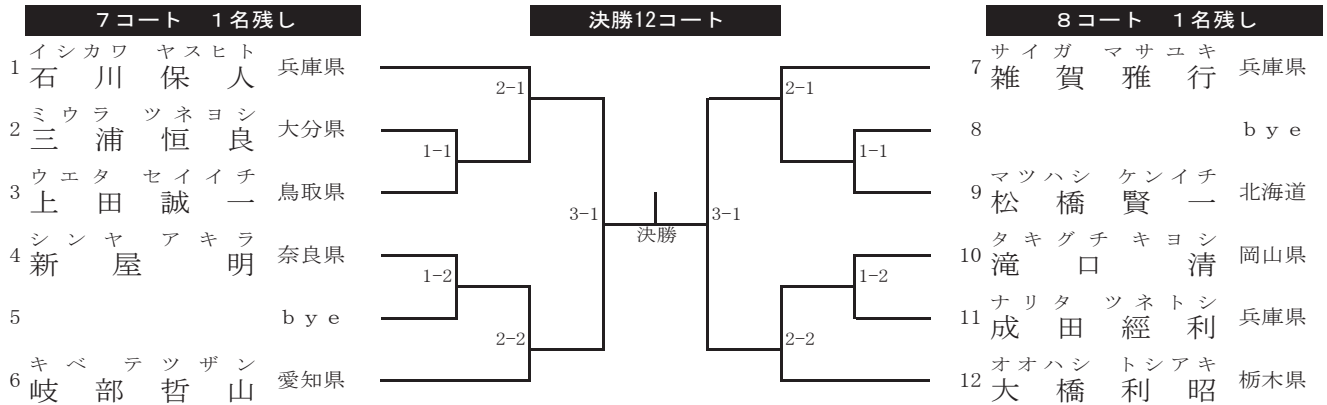 7コート　1名残し
決勝12コート
8コート　1名残し
イシカワ　ヤスヒト
1 石川保人 兵庫県
ミウラ　ツネヨシ
2 三浦恒良 大分県
ウエタ　セイイチ
3 上田誠一 鳥取県
シンヤ　アキラ
4 新屋明 奈良県
5 ｂｙｅ
キベ　テツザン
6 岐部哲山 愛知県
2-1
1-1
3-1
1-2
2-2
決勝
2-1
1-1
3-1
1-2
2-2
サイガ　マサユキ
7 雑賀雅行 兵庫県
8 ｂｙｅ
マツハシ　ケンイチ
9 松橋賢一 北海道
タキグチ　キヨシ
10 滝口清 岡山県
ナリタ　ツネトシ
11 成田經利 兵庫県
オオハシ　トシアキ
12 大橋利昭 栃木県